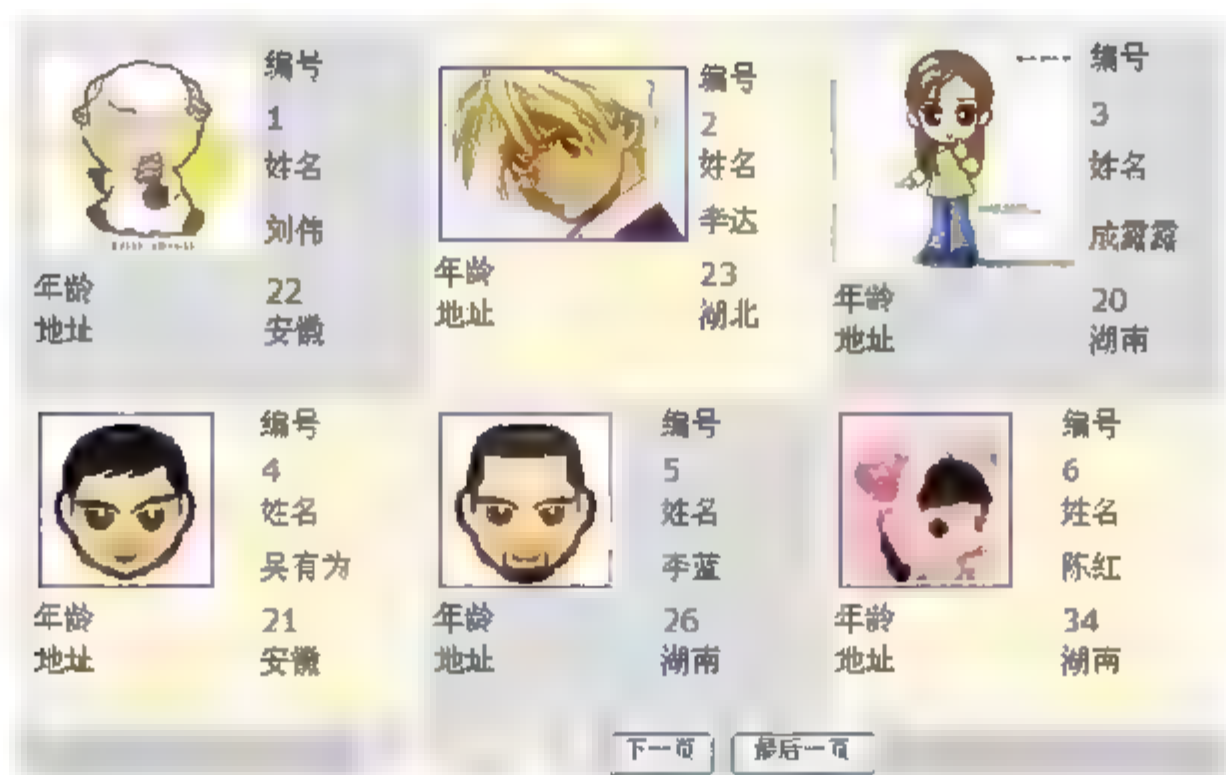 编号
1
姓名
刘伟
年龄 22
地址 安徽
编号
2
姓名
李达
年龄 23
地址 湖北
编号
3
姓名
成露露
年龄 20
地址 湖南
编号
4
姓名
吴有为
年龄 21
地址 安徽
编号
5
姓名
李蓝
年龄 26
地址 湖南
编号
6
姓名
陈红
年龄 34
地址 湖南
下一页 最后一页